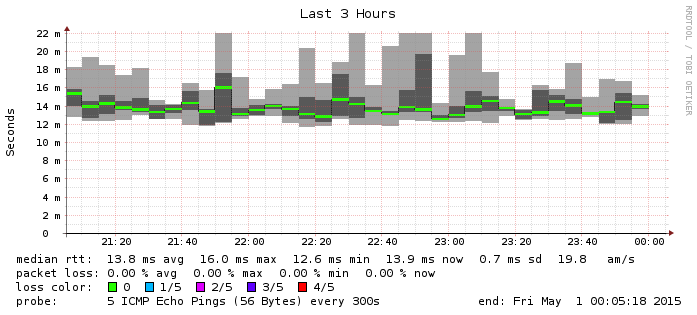 Last 3 Hours
RRDTOOL / TOBI OETIKER
Seconds
22 m
20 m
18 m
16 m
14 m
12 m
10 m
8 m
6 m
4 m
2 m
0
21:20 21:40 22:00 22:20 22:40 23:00 23:20 23:40 00:00
median rtt: 13.8 ms avg 16.0 ms max 12.6 ms min 13.9 ms now 0.7 ms sd 19.8 am/s
packet loss: 0.00 % avg 0.00 % max 0.00 % min 0.00 % now
loss color: 0 1/5 2/5 3/5 4/5
probe: 5 ICMP Echo Pings (56 Bytes) every 300s end: Fri May 1 00:05:18 2015